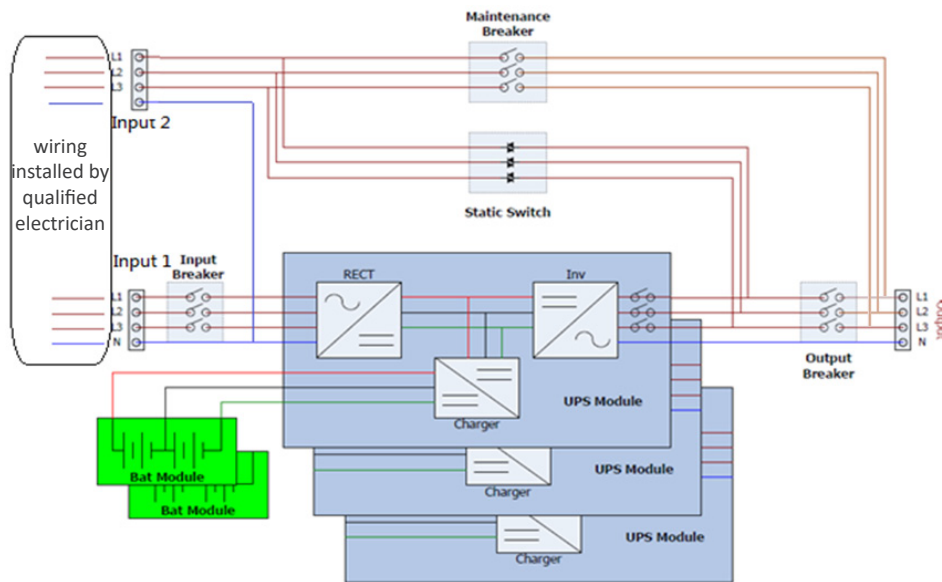 Maintenance
Breaker
L1
L2
L3
Input 2
wiring
installed by
qualified
electrician
Static Switch
Input 1
Input
Breaker
RECT
Inv
L1
L2
L3
N
L1
L2
L3
N
Output
Output
Breaker
Charger
UPS Module
Bat Module
Charger
UPS Module
Bat Module
Charger
UPS Module